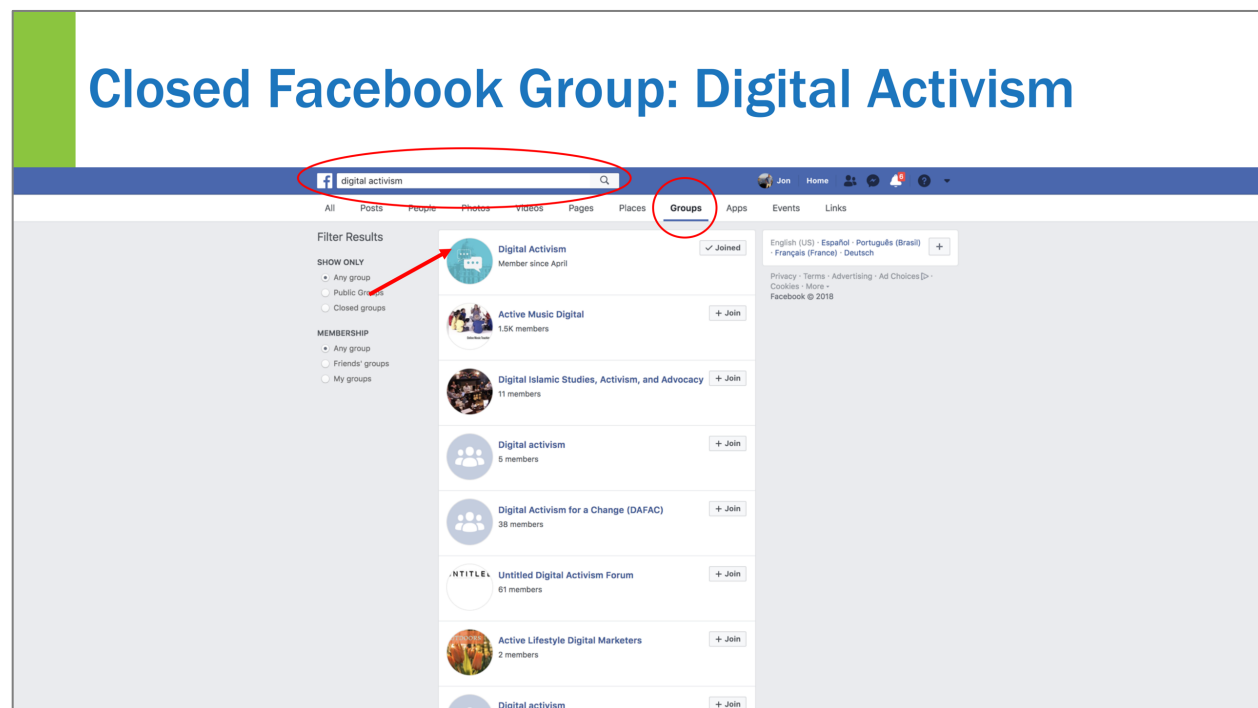 Closed Facebook Group: Digital Activism
f digital activism Jon Home 6 ?
All Posts People Photos Videos Pages Places Groups Apps Events Links
Filter Results
SHOW ONLY
Any group
Public Groups
Closed groups
MEMBERSHIP
Any group
Friends' groups
My groups
Digital Activism
Member since April
Joined
Active Music Digital
1.5K members
+ Join
Digital Islamic Studies, Activism, and Advocacy
11 members
+ Join
Digital activism
5 members
+ Join
Digital Activism for a Change (DAFAC)
38 members
+ Join
NTITLE
Untitled Digital Activism Forum
61 members
+ Join
Active Lifestyle Digital Marketers
2 members
+ Join
Digital activism
+ Join
English (US) · Español · Português (Brasil)
· Français (France) · Deutsch
+
Privacy · Terms · Advertising · Ad Choices ·
Cookies · More
Facebook © 2018